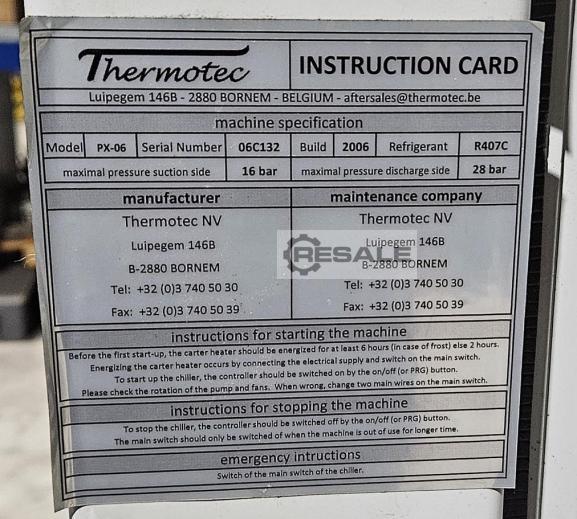 Thermotec
INSTRUCTION CARD
Luipegem 146B - 2880 BORNEM - BELGIUM - aftersales@thermotec.be
machine specification
Model PX-06 Serial Number 06C132 Build 2006 Refrigerant R407C
maximal pressure suction side 16 bar maximal pressure discharge side 28 bar
manufacturer
Thermotec NV
Luipegem 146B
B-2880 BORNEM
Tel: +32 (0)3 740 50 30
Fax: +32 (0)3 740 50 39
maintenance company
Thermotec NV
Luipegem 146B
B-2880 BORNEM
Tel: +32 (0)3 740 50 30
Fax: +32 (0)3 740 50 39
RESALE
instructions for starting the machine
Before the first start-up, the carter heater should be energized for at least 6 hours (in case of frost) else 2 hours.
Energizing the carter heater occurs by connecting the electrical supply and switch on the main switch.
To start up the chiller, the controller should be switched on by the on/off (or PRG) button.
Please check the rotation of the pump and fans. When wrong, change two main wires on the main switch.
instructions for stopping the machine
To stop the chiller, the controller should be switched off by the on/off (or PRG) button.
The main switch should only be switched of when the machine is out of use for longer time.
emergency intructions
Switch of the main switch of the chiller.